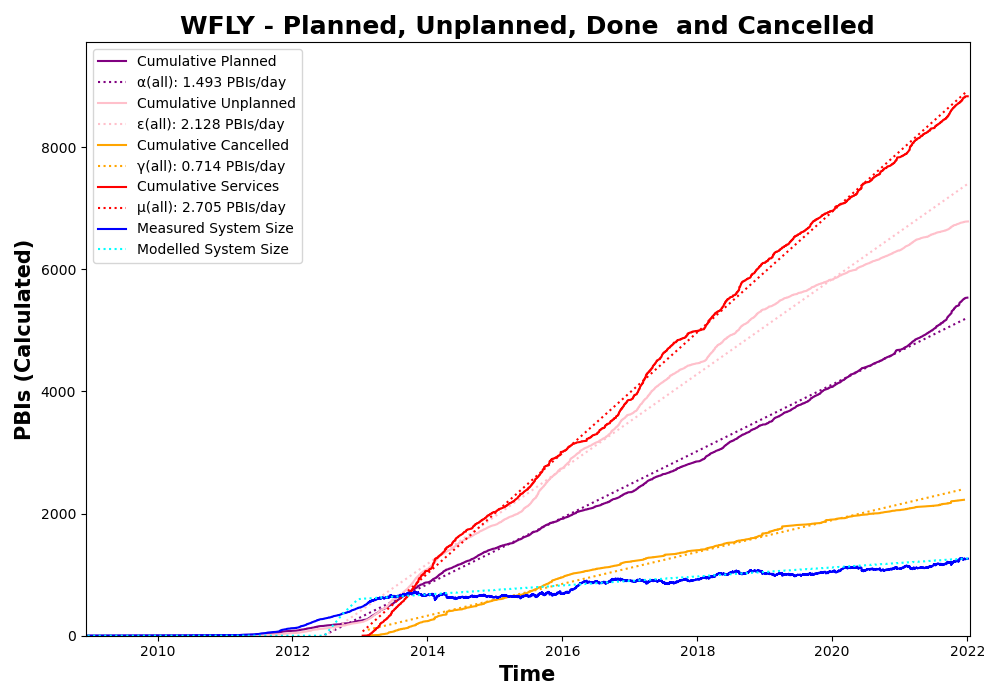 WFLY - Planned, Unplanned, Done  and Cancelled
Cumulative Planned
α(all): 1.493 PBIs/day
Cumulative Unplanned
ε(all): 2.128 PBIs/day
Cumulative Cancelled
γ(all): 0.714 PBIs/day
Cumulative Services
μ(all): 2.705 PBIs/day
Measured System Size
Modelled System Size
PBIs (Calculated)
8000
6000
4000
2000
0
2010 2012 2014 2016 2018 2020 2022
Time